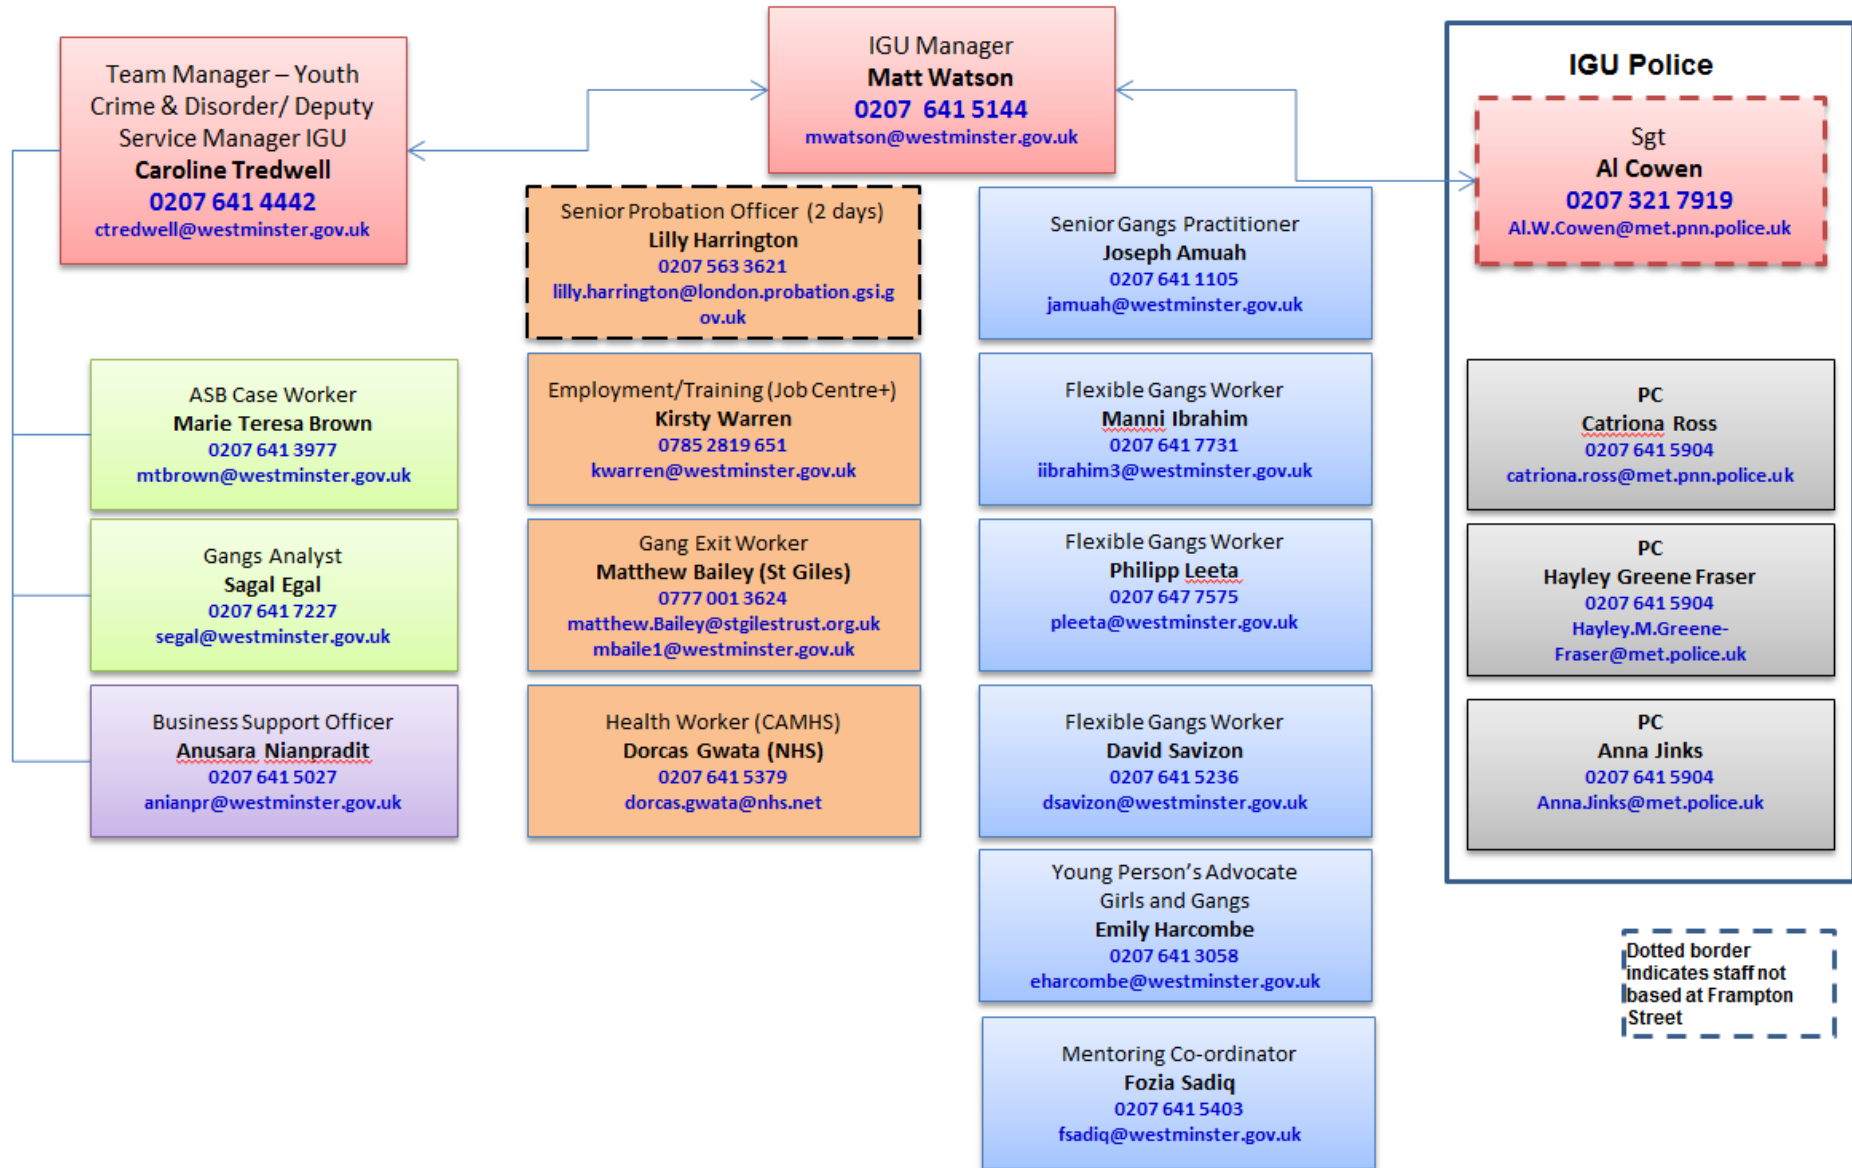 Team Manager – Youth
Crime & Disorder/ Deputy
Service Manager IGU
Caroline Tredwell
0207 641 4442
ctredwell@westminster.gov.uk
IGU Manager
Matt Watson
0207 641 5144
mwatson@westminster.gov.uk
IGU Police
Sgt
Al Cowen
0207 321 7919
Al.W.Cowen@met.pnn.police.uk
ASB Case Worker
Marie Teresa Brown
0207 641 3977
mtbrown@westminster.gov.uk
Gangs Analyst
Sagal Egal
0207 641 7227
segal@westminster.gov.uk
Business Support Officer
Anusara Nianpradit
0207 641 5027
anianpr@westminster.gov.uk
Senior Probation Officer (2 days)
Lilly Harrington
0207 563 3621
lilly.harrington@london.probation.gsi.g
ov.uk
Employment/Training (Job Centre+)
Kirsty Warren
0785 2819 651
kwarren@westminster.gov.uk
Gang Exit Worker
Matthew Bailey (St Giles)
0777 001 3624
matthew.Bailey@stgilestrust.org.uk
mbaile1@westminster.gov.uk
Health Worker (CAMHS)
Dorcas Gwata (NHS)
0207 641 5379
dorcas.gwata@nhs.net
Senior Gangs Practitioner
Joseph Amuah
0207 641 1105
jamuah@westminster.gov.uk
Flexible Gangs Worker
Manni Ibrahim
0207 641 7731
iibrahim3@westminster.gov.uk
Flexible Gangs Worker
Philipp Leeta
0207 647 7575
pleeta@westminster.gov.uk
Flexible Gangs Worker
David Savizon
0207 641 5236
dsavizon@westminster.gov.uk
Young Person's Advocate
Girls and Gangs
Emily Harcombe
0207 641 3058
eharcombe@westminster.gov.uk
Mentoring Co-ordinator
Fozia Sadiq
0207 641 5403
fsadiq@westminster.gov.uk
PC
Catriona Ross
0207 641 5904
catriona.ross@met.pnn.police.uk
PC
Hayley Greene Fraser
0207 641 5904
Hayley.M.Greene-
Fraser@met.police.uk
PC
Anna Jinks
0207 641 5904
Anna.Jinks@met.police.uk
Dotted border
indicates staff not
based at Frampton
Street